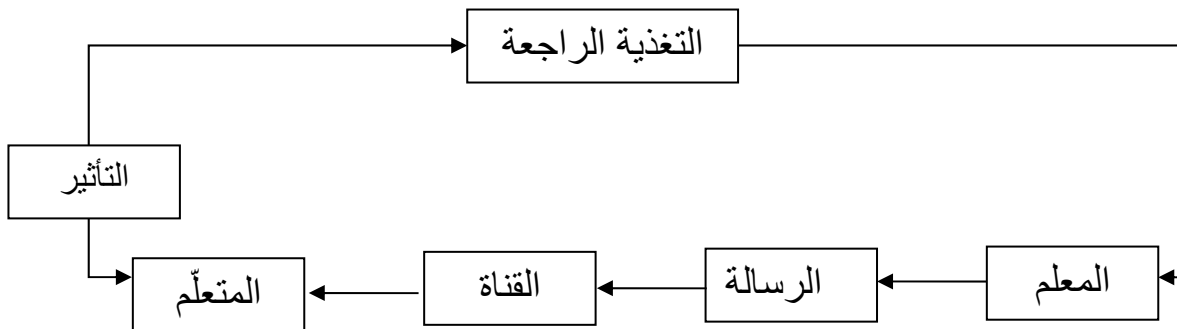 التغذية الراجعة
التأثير
المعلم
الرسالة
القناة
المتعلّم